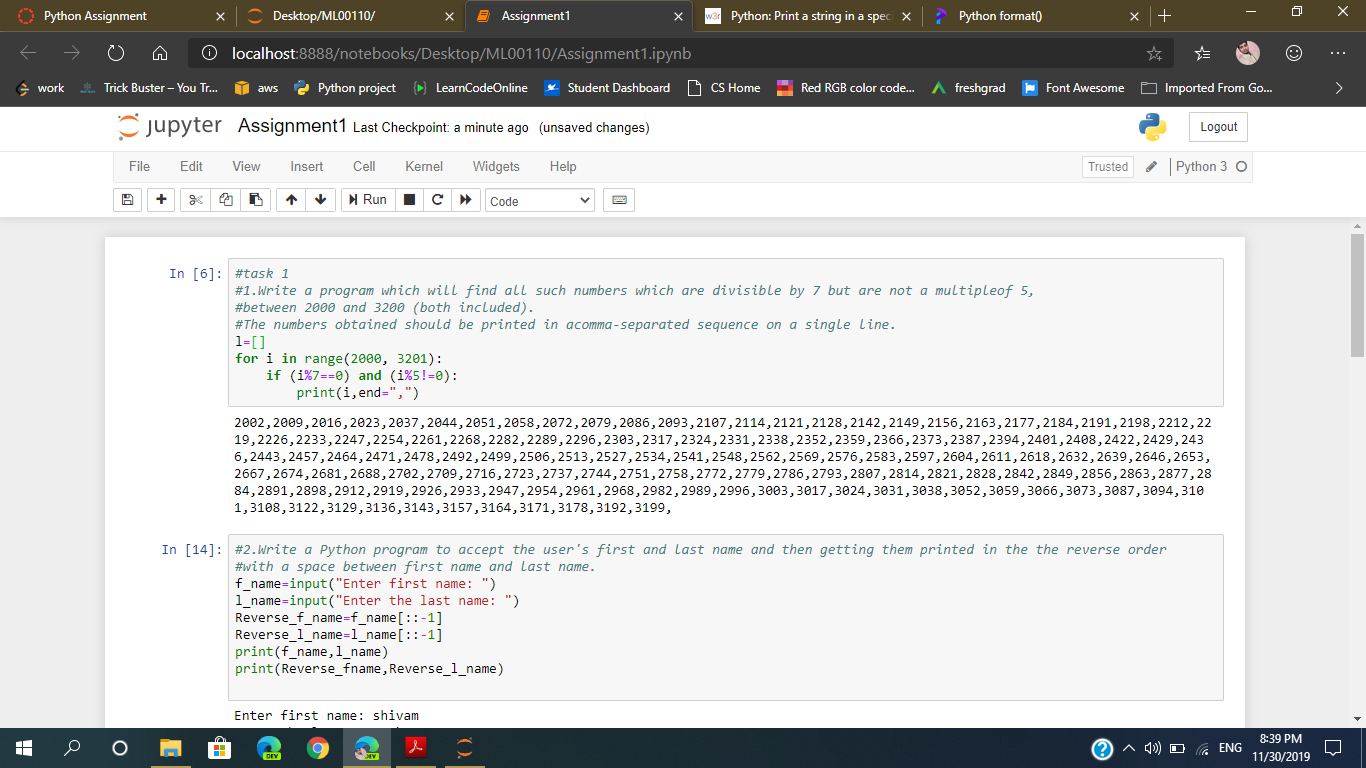 Python Assignment
Desktop/ML00110/
Assignment1
w3r Python: Print a string in a spec
Python format()
localhost:8888/notebooks/Desktop/ML00110/Assignment1.ipynb
work
Trick Buster – You Tr...
aws
Python project
LearnCodeOnline
Student Dashboard
CS Home
Red RGB color code...
freshgrad
Font Awesome
Imported From Go...
jupyter Assignment1 Last Checkpoint: a minute ago (unsaved changes)
Logout
File Edit View Insert Cell Kernel Widgets Help
Trusted
Python 3
Run
Code
In [6]:
#task 1
#1.Write a program which will find all such numbers which are divisible by 7 but are not a multipleof 5,
#between 2000 and 3200 (both included).
#The numbers obtained should be printed in acomma-separated sequence on a single line.
l=[]
for i in range(2000, 3201):
    if (i%7==0) and (i%5!=0):
        print(i,end=",")
2002,2009,2016,2023,2037,2044,2051,2058,2072,2079,2086,2093,2107,2114,2121,2128,2142,2149,2156,2163,2177,2184,2191,2198,2212,22
19,2226,2233,2247,2254,2261,2268,2282,2289,2296,2303,2317,2324,2331,2338,2352,2359,2366,2373,2387,2394,2401,2408,2422,2429,243
6,2443,2457,2464,2471,2478,2492,2499,2506,2513,2527,2534,2541,2548,2562,2569,2576,2583,2597,2604,2611,2618,2632,2639,2646,2653,
2667,2674,2681,2688,2702,2709,2716,2723,2737,2744,2751,2758,2772,2779,2786,2793,2807,2814,2821,2828,2842,2849,2856,2863,2877,28
84,2891,2898,2912,2919,2926,2933,2947,2954,2961,2968,2982,2989,2996,3003,3017,3024,3031,3038,3052,3059,3066,3073,3087,3094,310
1,3108,3122,3129,3136,3143,3157,3164,3171,3178,3192,3199,
In [14]:
#2.Write a Python program to accept the user's first and last name and then getting them printed in the the reverse order
#with a space between first name and last name.
f_name=input("Enter first name: ")
l_name=input("Enter the last name: ")
Reverse_f_name=f_name[::-1]
Reverse_l_name=l_name[::-1]
print(f_name,l_name)
print(Reverse_fname,Reverse_l_name)
Enter first name: shivam
DEV
DEV
ENG
8:39 PM
11/30/2019